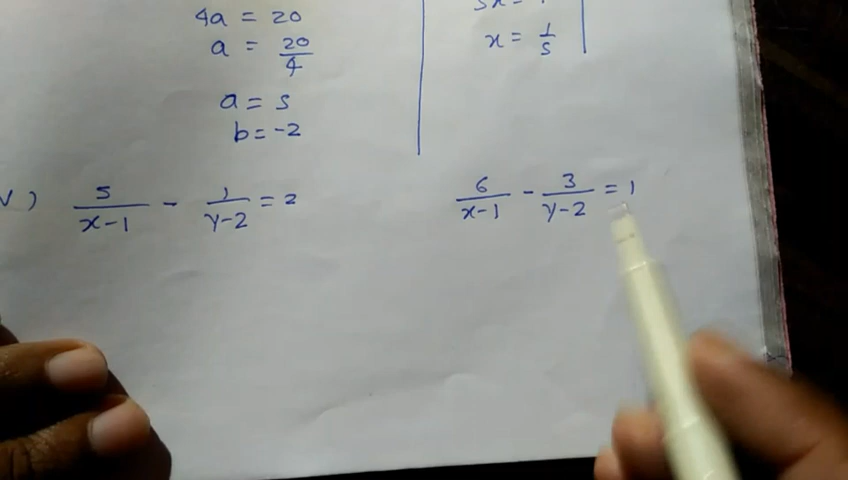 4a = 20
a = 20/4
a = 5
b = -2
x = 1/5
v) 5/(x-1) - 1/(y-2) = 2
6/(x-1) - 3/(y-2) = 1